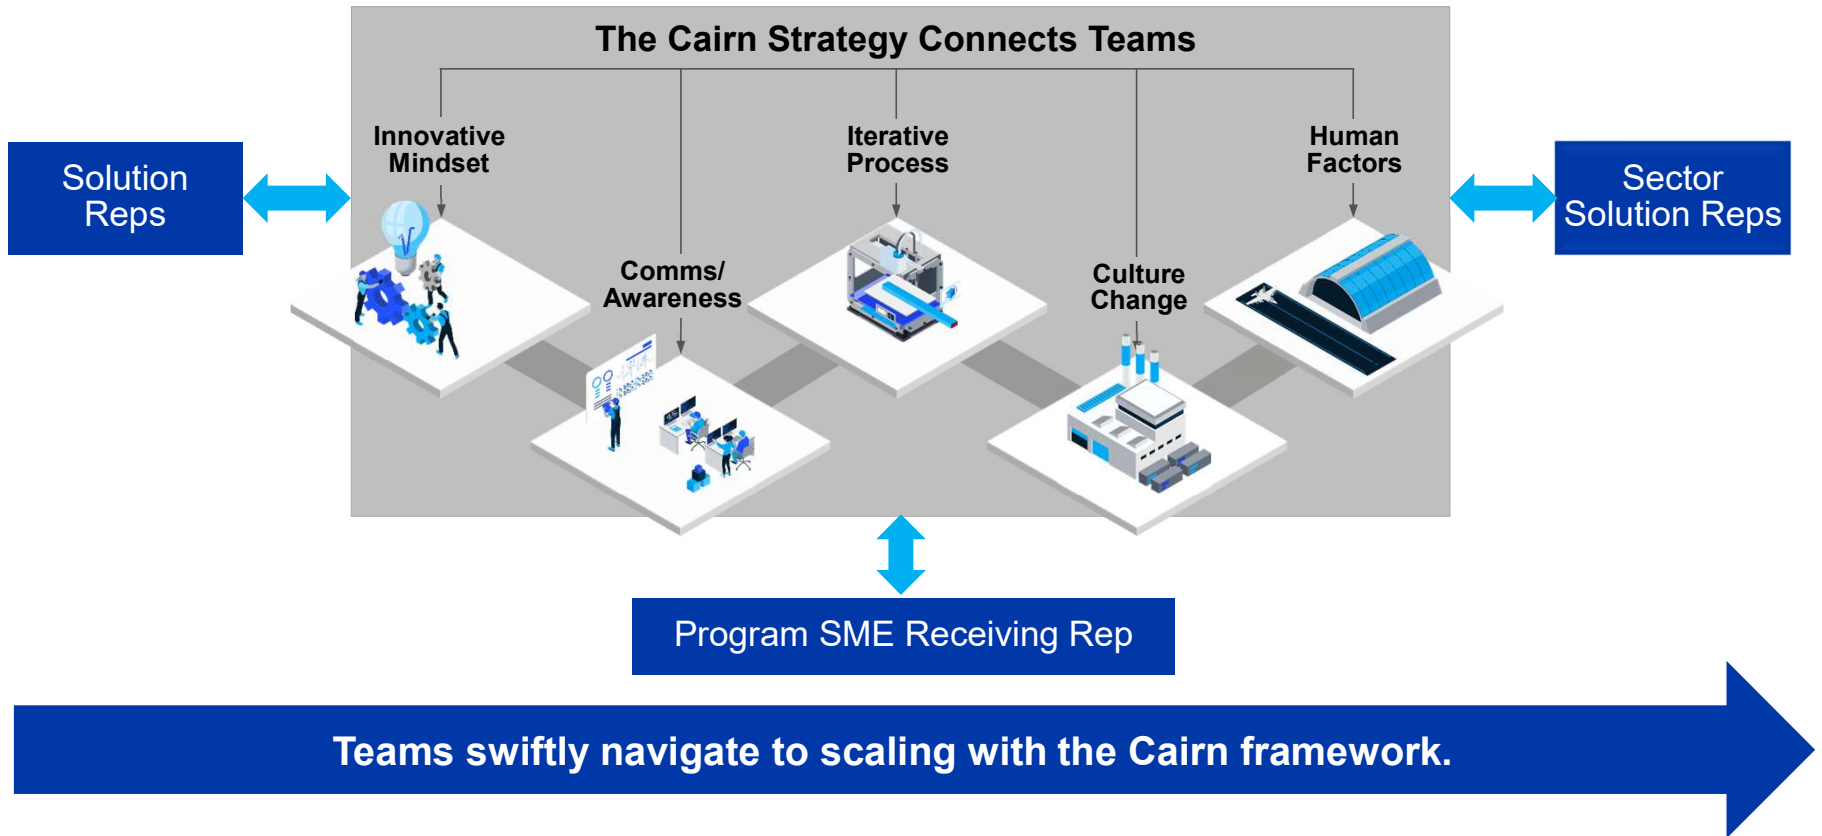 The Cairn Strategy Connects Teams
Innovative
Mindset
Iterative
Process
Human
Factors
Solution
Reps
Sector
Solution Reps
Comms/
Awareness
Culture
Change
Program SME Receiving Rep
Teams swiftly navigate to scaling with the Cairn framework.